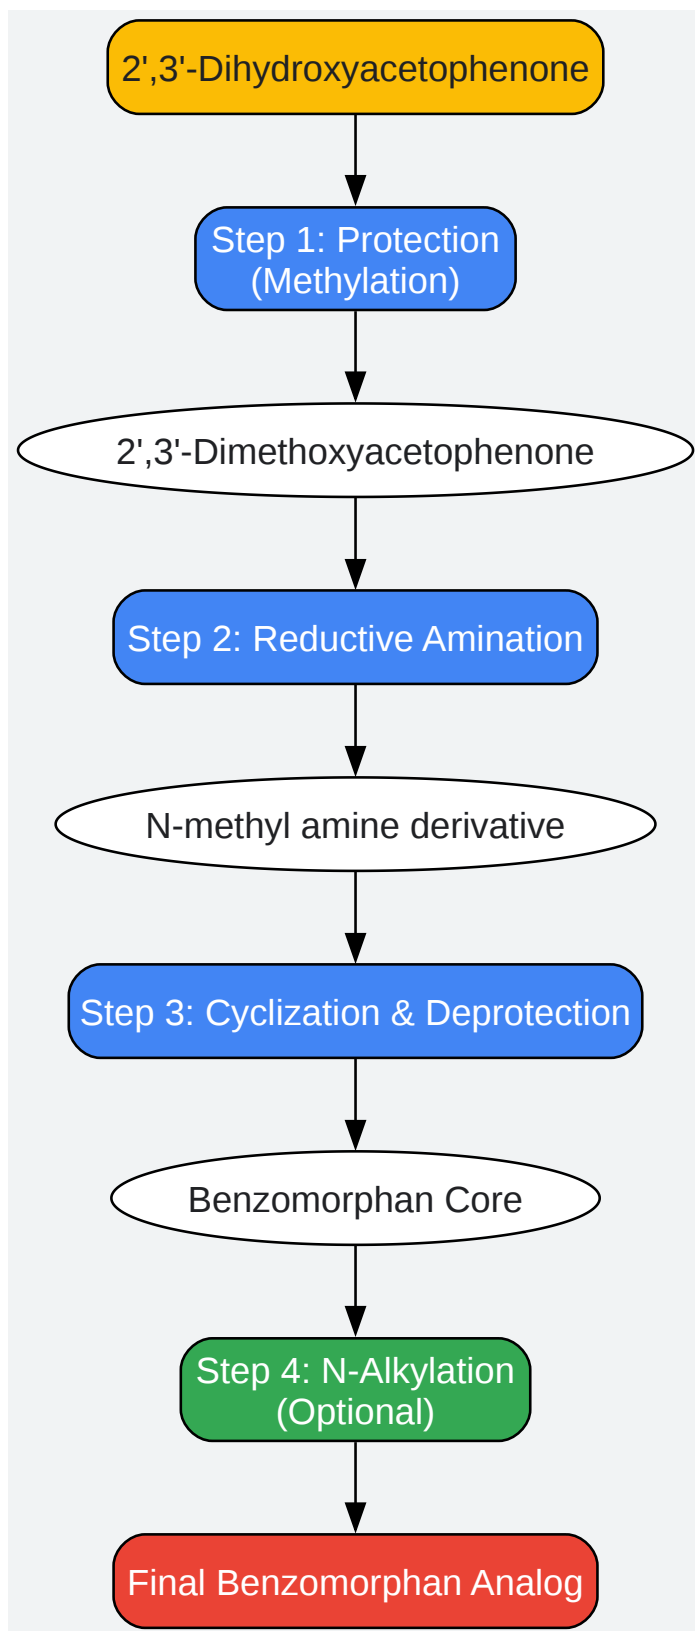 2',3'-Dihydroxyacetophenone
Step 1: Protection
(Methylation)
2',3'-Dimethoxyacetophenone
Step 2: Reductive Amination
N-methyl amine derivative
Step 3: Cyclization & Deprotection
Benzomorphan Core
Step 4: N-Alkylation
(Optional)
Final Benzomorphan Analog